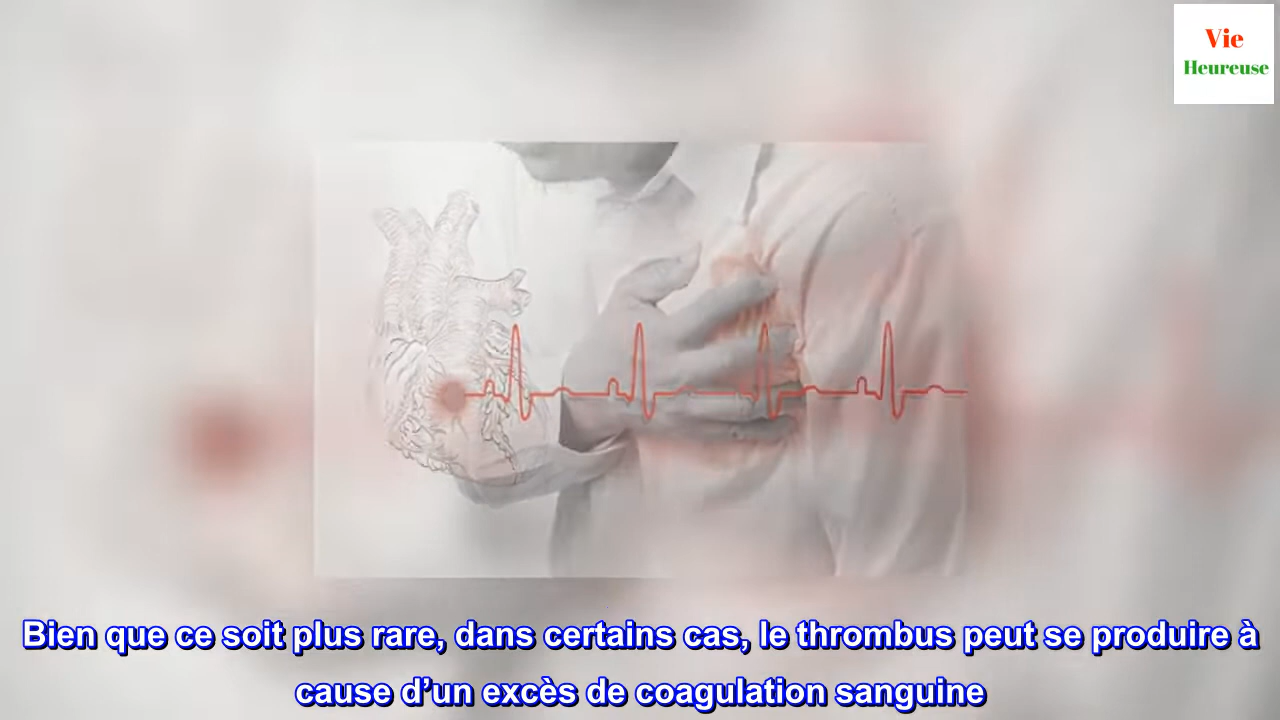 Vie
Heureuse
Bien que ce soit plus rare, dans certains cas, le thrombus peut se produire à
cause d’un excès de coagulation sanguine